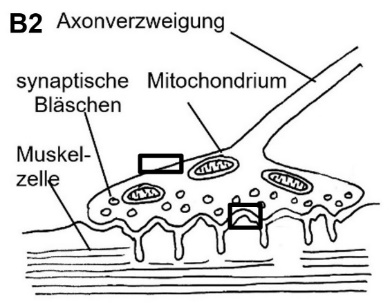 B2 Axonverzweigung
synaptische Mitochondrium
Bläschen
Muskel-
zelle